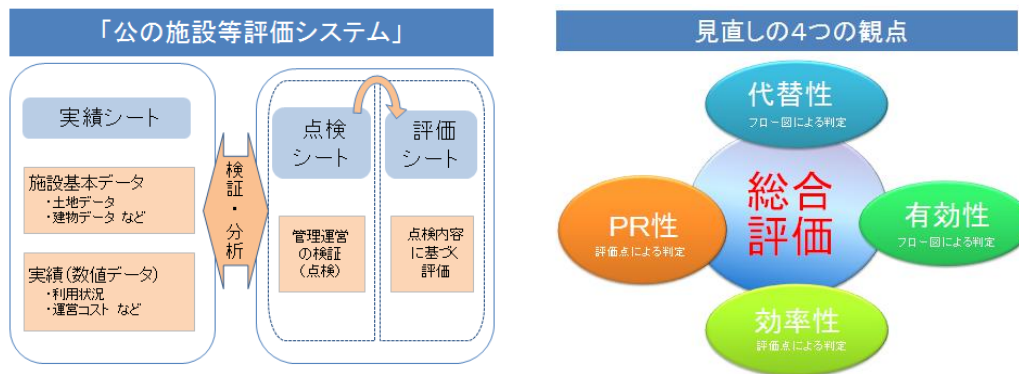 「公の施設等評価システム」
実績シート
施設基本データ
・土地データ
・建物データ など
実績(数値データ)
・利用状況
・運営コスト など
検証・分析
点検
シート
管理運営
の検証
(点検)
評価
シート
点検内容
に基づく
評価
見直しの4つの観点
代替性
フロー図による判定
総合
評価
PR性
評価点による判定
有効性
フロー図による判定
効率性
評価点による判定